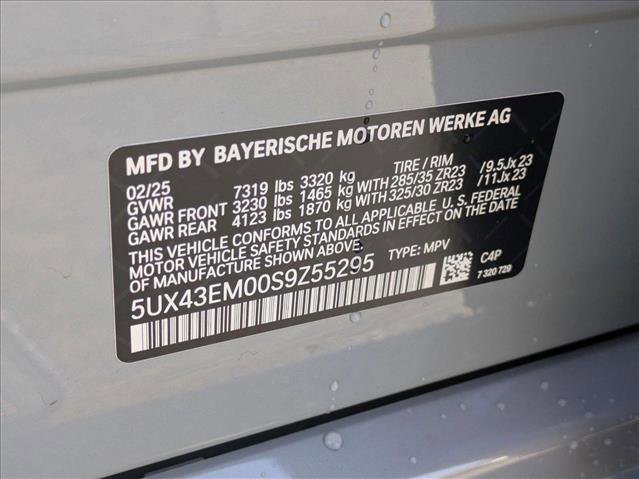 MFD BY BAYERISCHE MOTOREN WERKE AG
02/25 TIRE / RIM
GVWR 7319 lbs 3320 kg
GAWR FRONT 3230 lbs 1465 kg WITH 285/35 ZR23 /9.5Jx23
GAWR REAR 4123 lbs 1870 kg WITH 325/30 ZR23 /11Jx23
THIS VEHICLE CONFORMS TO ALL APPLICABLE U.S. FEDERAL
MOTOR VEHICLE SAFETY STANDARDS IN EFFECT ON THE DATE
OF MANUFACTURE SHOWN ABOVE.
5UX43EM00S9Z55295 TYPE: MPV
C4P
7 320 729